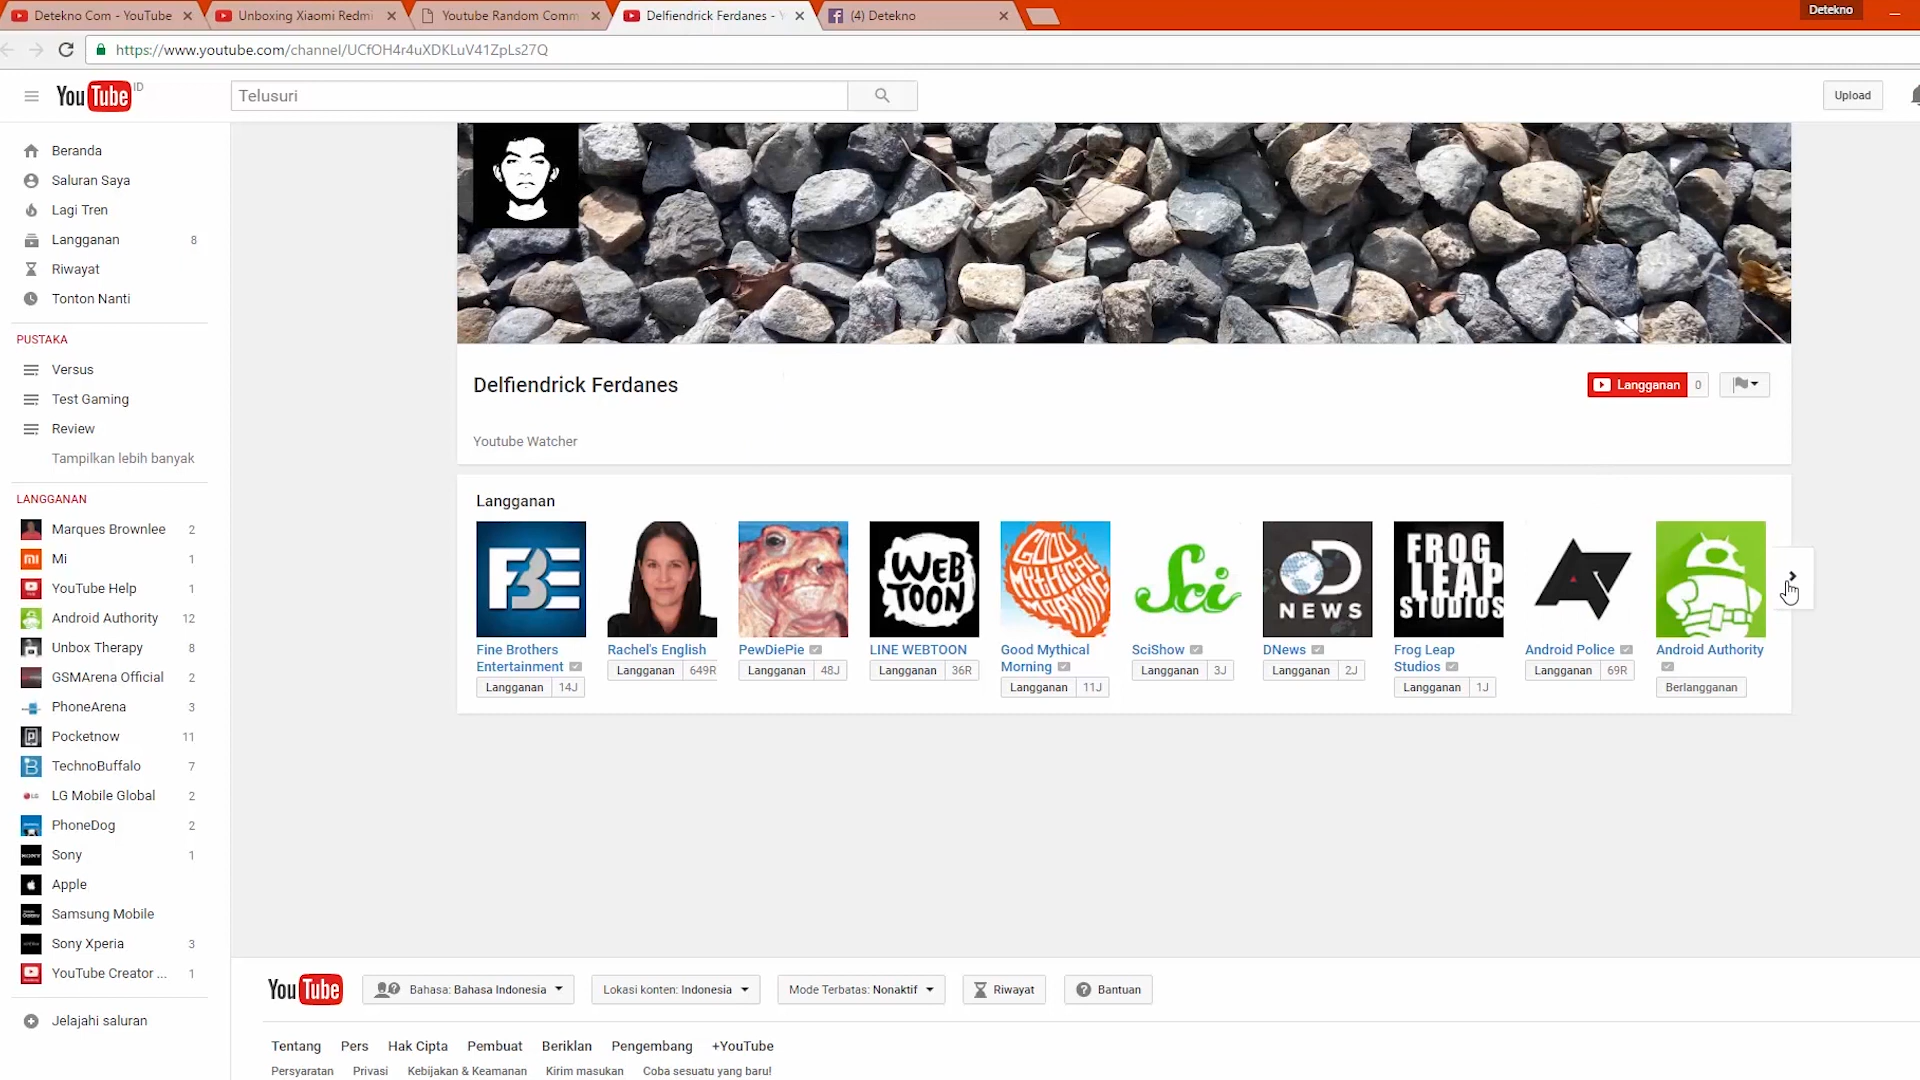 Detekno Com - YouTube
Unboxing Xiaomi Redmi
Youtube Random Comm
Delfiendrick Ferdanes - Y
(4) Detekno
Detekno
https://www.youtube.com/channel/UCfOH4r4uXDKLuV41ZpLs27Q
YouTube ID
Telusuri
Upload
Beranda
Saluran Saya
Lagi Tren
Langganan 8
Riwayat
Tonton Nanti
PUSTAKA
Versus
Test Gaming
Review
Tampilkan lebih banyak
LANGGANAN
Marques Brownlee 2
Mi 1
YouTube Help 1
Android Authority 12
Unbox Therapy 8
GSMArena Official 2
PhoneArena 3
Pocketnow 11
TechnoBuffalo 7
LG Mobile Global 2
PhoneDog 2
Sony 1
Apple
Samsung Mobile
Sony Xperia 3
YouTube Creator ... 1
Jelajahi saluran
Delfiendrick Ferdanes
Langganan 0
Youtube Watcher
Langganan
FBE
WEB TOON
GOOD MYTHICAL MORNING
Sci
D NEWS
FROG LEAP STUDIOS
Fine Brothers Entertainment
Langganan 14J
Rachel's English
Langganan 649R
PewDiePie
Langganan 48J
LINE WEBTOON
Langganan 36R
Good Mythical Morning
Langganan 11J
SciShow
Langganan 3J
DNews
Langganan 2J
Frog Leap Studios
Langganan 1J
Android Police
Langganan 69R
Android Authority
Berlangganan
YouTube
Bahasa: Bahasa Indonesia
Lokasi konten: Indonesia
Mode Terbatas: Nonaktif
Riwayat
Bantuan
Tentang Pers Hak Cipta Pembuat Beriklan Pengembang +YouTube
Persyaratan Privasi Kebijakan & Keamanan Kirim masukan Coba sesuatu yang baru!